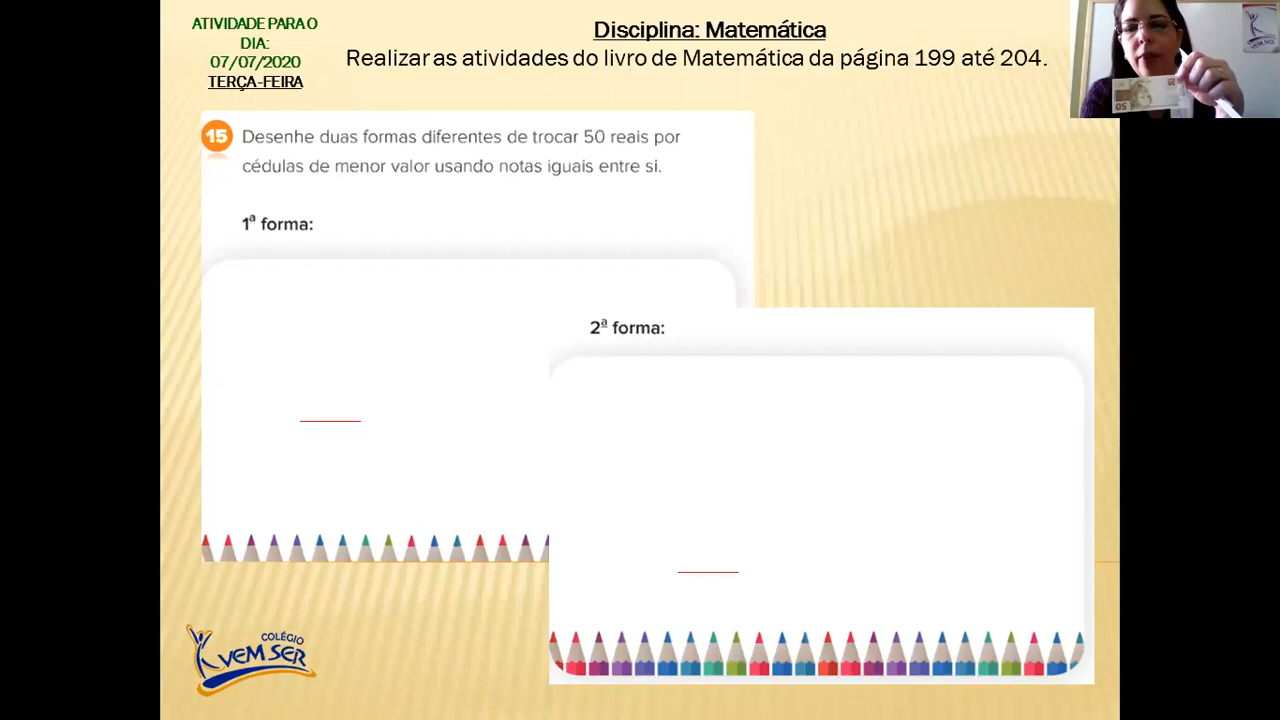 ATIVIDADE PARA O
DIA:
07/07/2020
TERÇA-FEIRA
Disciplina: Matemática
Realizar as atividades do livro de Matemática da página 199 até 204.
15 Desenhe duas formas diferentes de trocar 50 reais por
cédulas de menor valor usando notas iguais entre si.
1ª forma:
2ª forma:
COLÉGIO
VEM SER
50